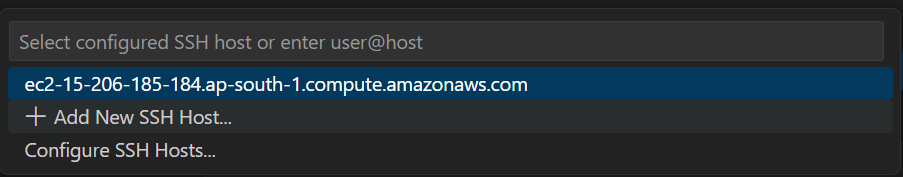 Select configured SSH host or enter user@host
ec2-15-206-185-184.ap-south-1.compute.amazonaws.com
+ Add New SSH Host...
Configure SSH Hosts...